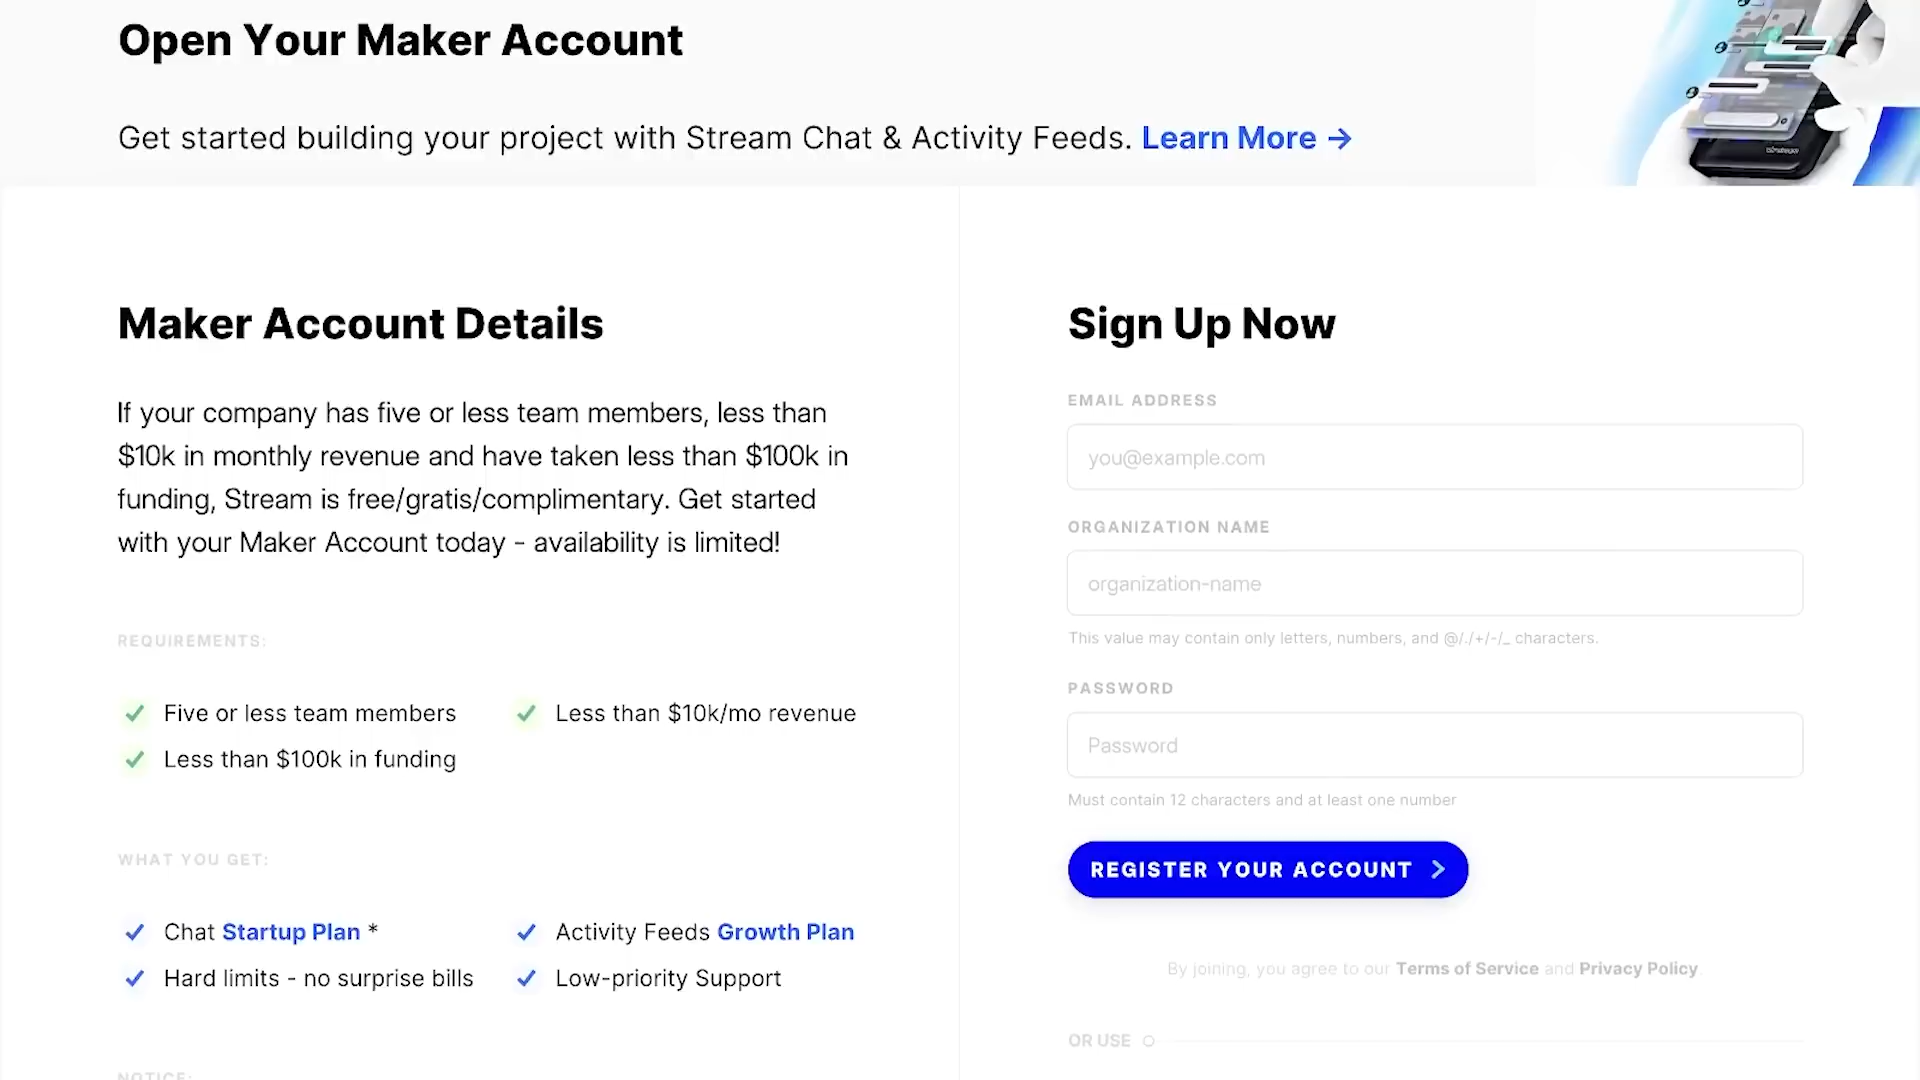 Open Your Maker Account
Get started building your project with Stream Chat & Activity Feeds. Learn More →
Maker Account Details
If your company has five or less team members, less than
$10k in monthly revenue and have taken less than $100k in
funding, Stream is free/gratis/complimentary. Get started
with your Maker Account today - availability is limited!
REQUIREMENTS:
Five or less team members
Less than $10k/mo revenue
Less than $100k in funding
WHAT YOU GET:
Chat Startup Plan *
Activity Feeds Growth Plan
Hard limits - no surprise bills
Low-priority Support
NOTICE:
Sign Up Now
EMAIL ADDRESS
you@example.com
ORGANIZATION NAME
organization-name
This value may contain only letters, numbers, and @/./+/-/_ characters.
PASSWORD
Password
Must contain 12 characters and at least one number
REGISTER YOUR ACCOUNT
By joining, you agree to our Terms of Service and Privacy Policy
OR USE